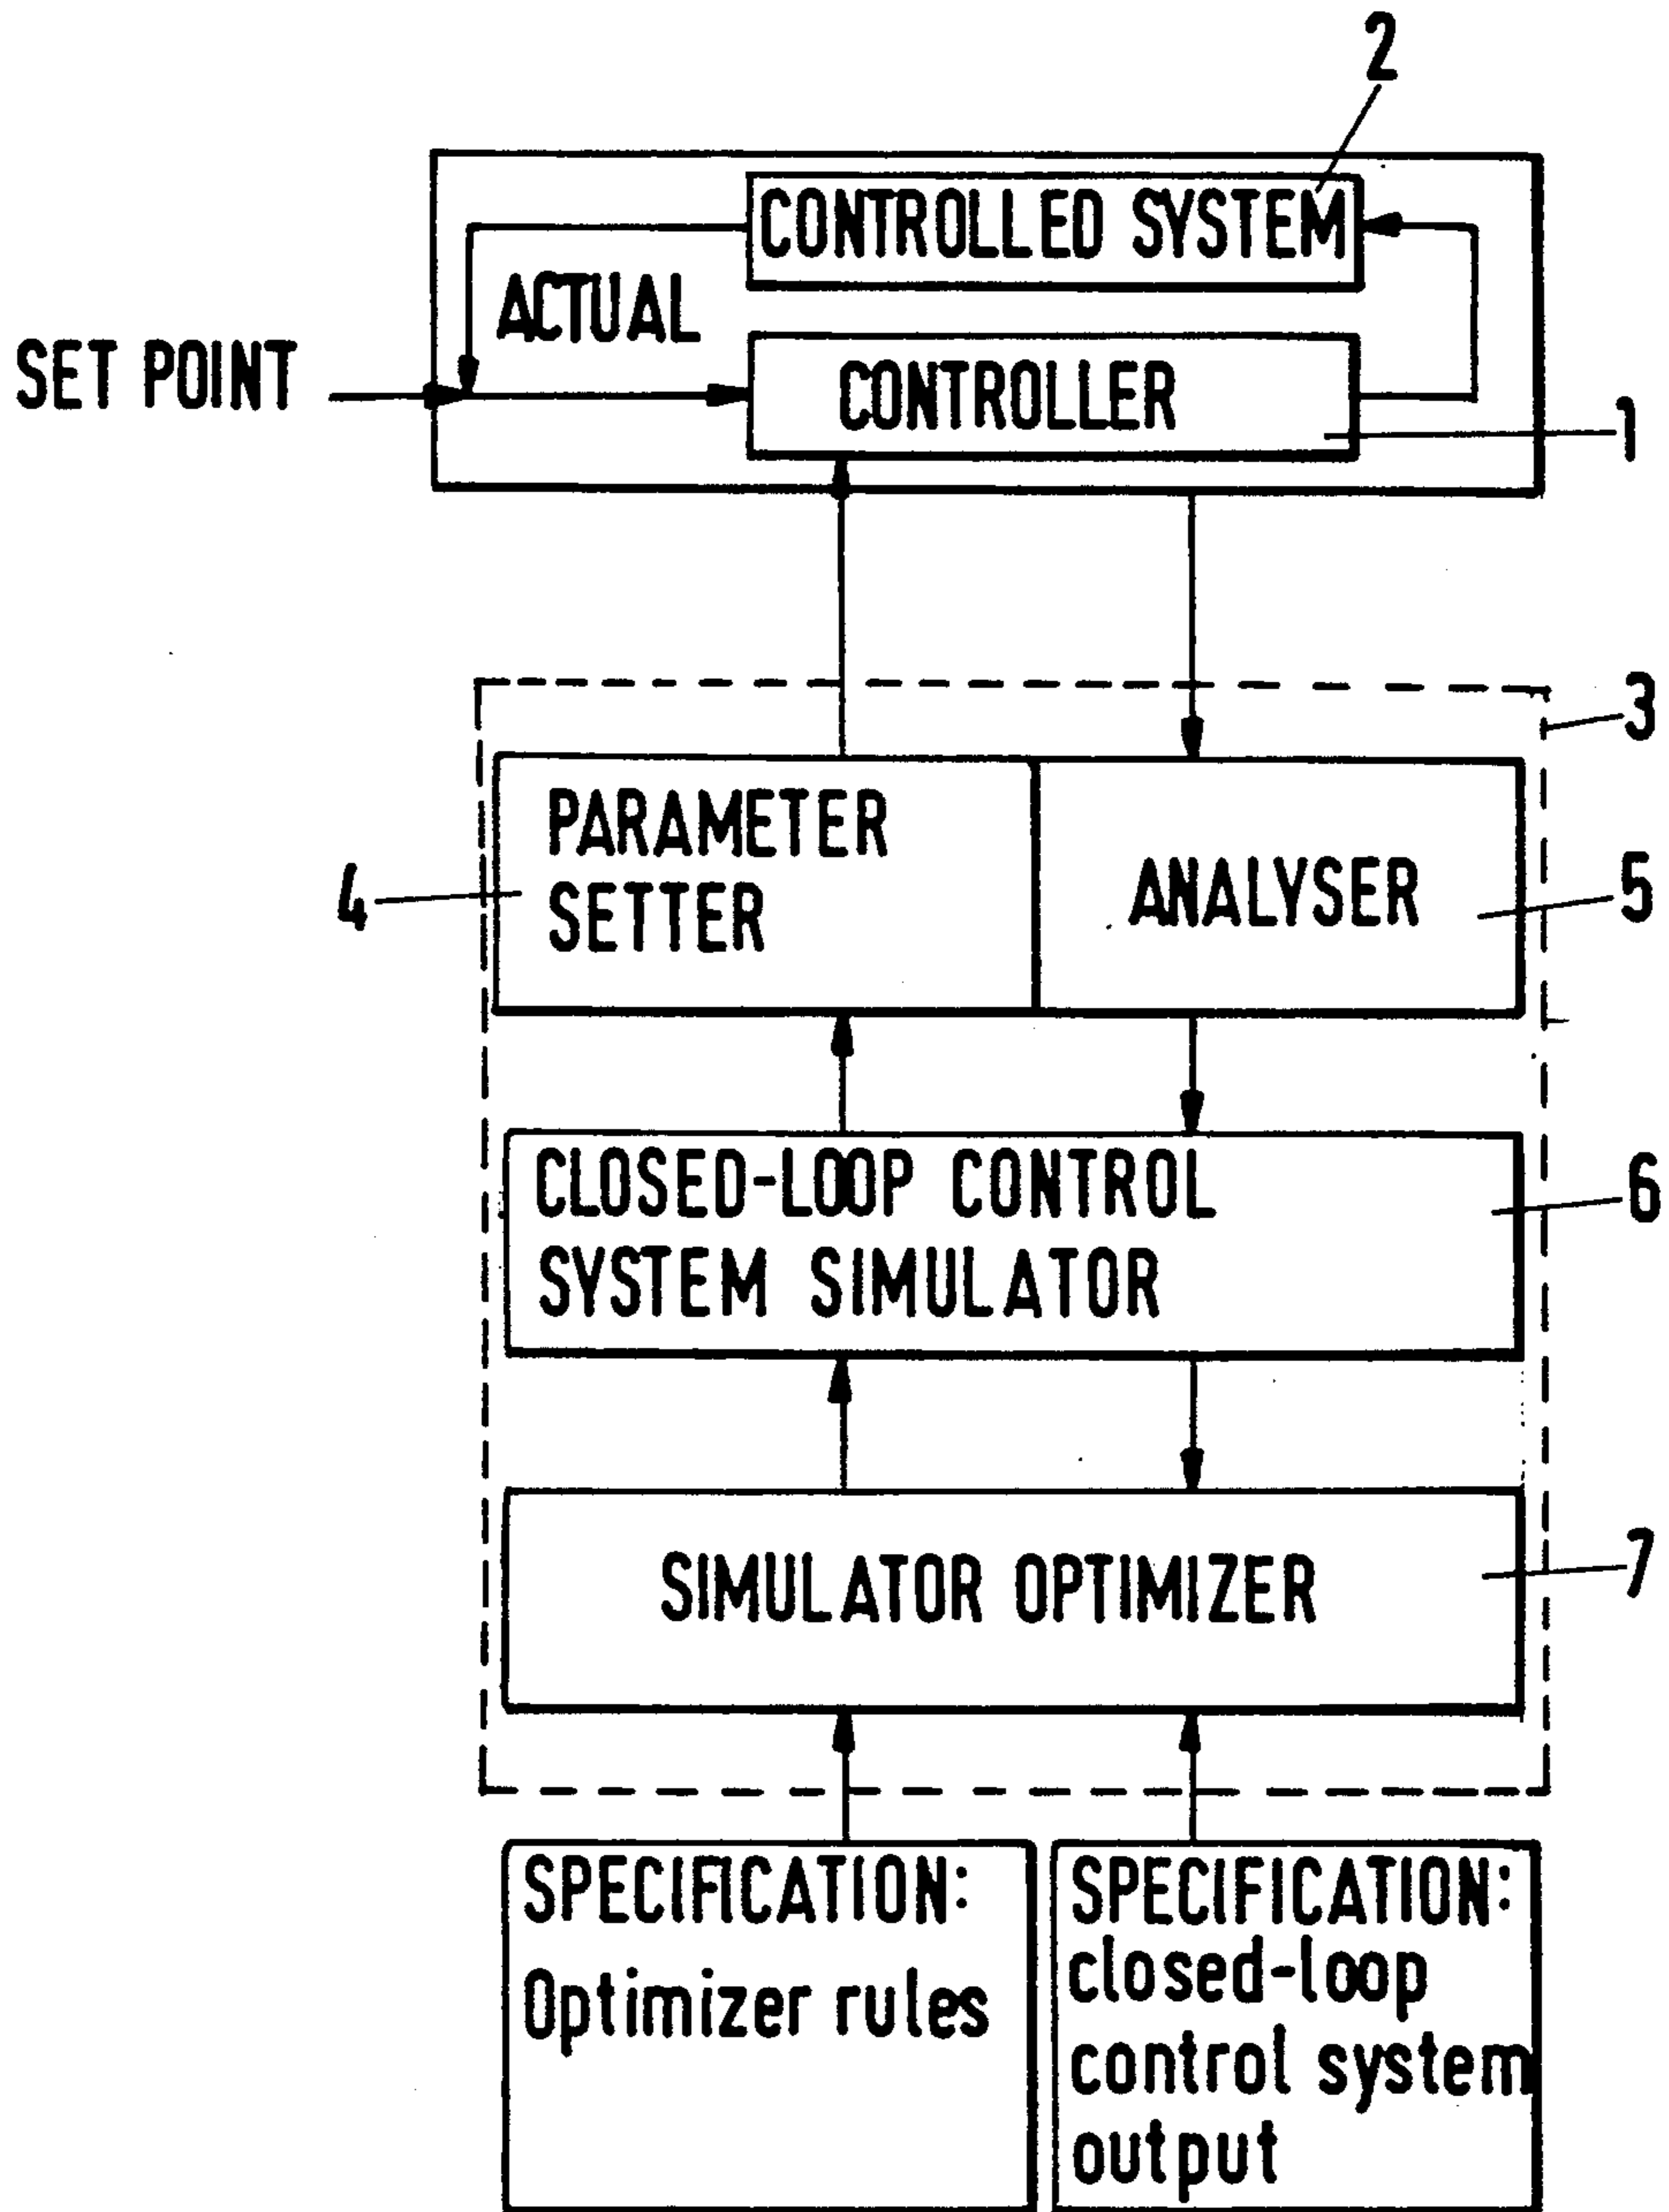 2
CONTROLLED SYSTEM
ACTUAL
SET POINT
CONTROLLER
1
3
PARAMETER
SETTER
ANALYSER
4
5
CLOSED-LOOP CONTROL
SYSTEM SIMULATOR
6
SIMULATOR OPTIMIZER
7
SPECIFICATION:
Optimizer rules
SPECIFICATION:
closed-loop
control system
output